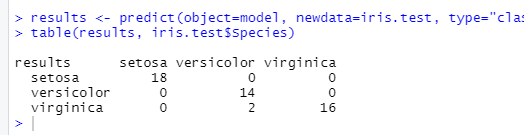 > results <- predict(object=model, newdata=iris.test, type="clas
> table(results, iris.test$Species)
results      setosa versicolor virginica
  setosa         18          0         0
  versicolor      0         14         0
  virginica       0          2        16
>